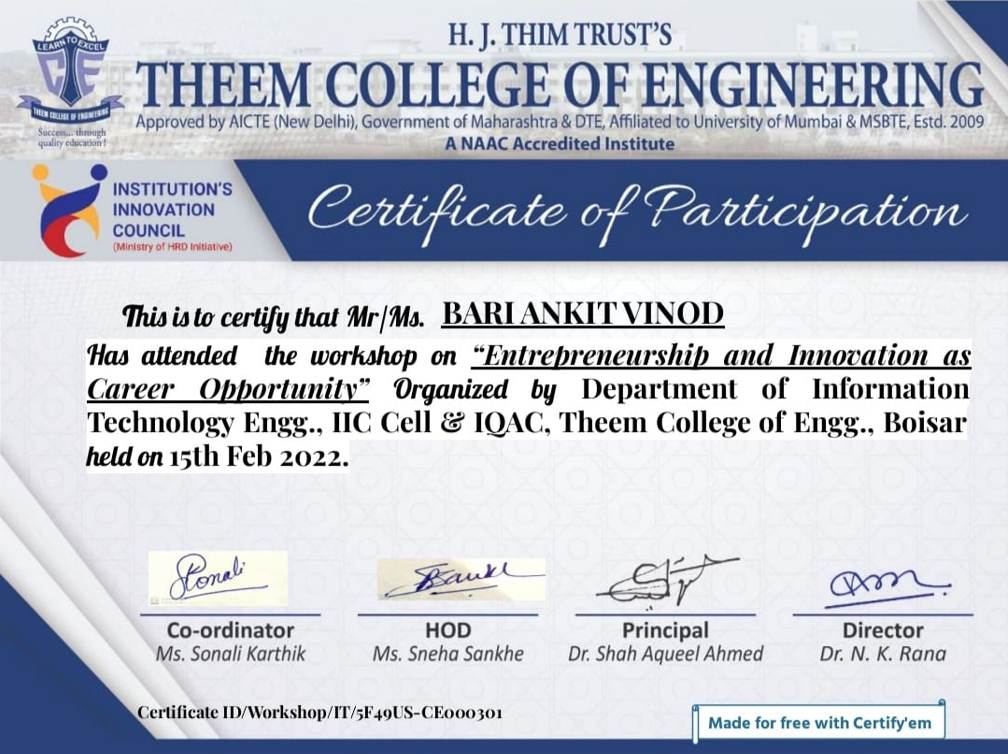 H. J. THIM TRUST'S
LEARN TO EXCEL
THEEM COLLEGE OF ENGINEERING
THEEM COLLEGE OF ENGINEERING
Success... through
quality education!
Approved by AICTE (New Delhi), Government of Maharashtra & DTE, Affiliated to University of Mumbai & MSBTE, Estd. 2009
A NAAC Accredited Institute
INSTITUTION'S
INNOVATION
COUNCIL
(Ministry of HRD Initiative)
Certificate of Participation
This is to certify that Mr/Ms. BARI ANKIT VINOD
Has attended the workshop on “Entrepreneurship and Innovation as
Career Opportunity” Organized by Department of Information
Technology Engg., IIC Cell & IQAC, Theem College of Engg., Boisar
held on 15th Feb 2022.
Sonali
Co-ordinator
Ms. Sonali Karthik
HOD
Ms. Sneha Sankhe
Principal
Dr. Shah Aqueel Ahmed
Director
Dr. N. K. Rana
Certificate ID/Workshop/IT/5F49US-CE000301
Made for free with Certify'em